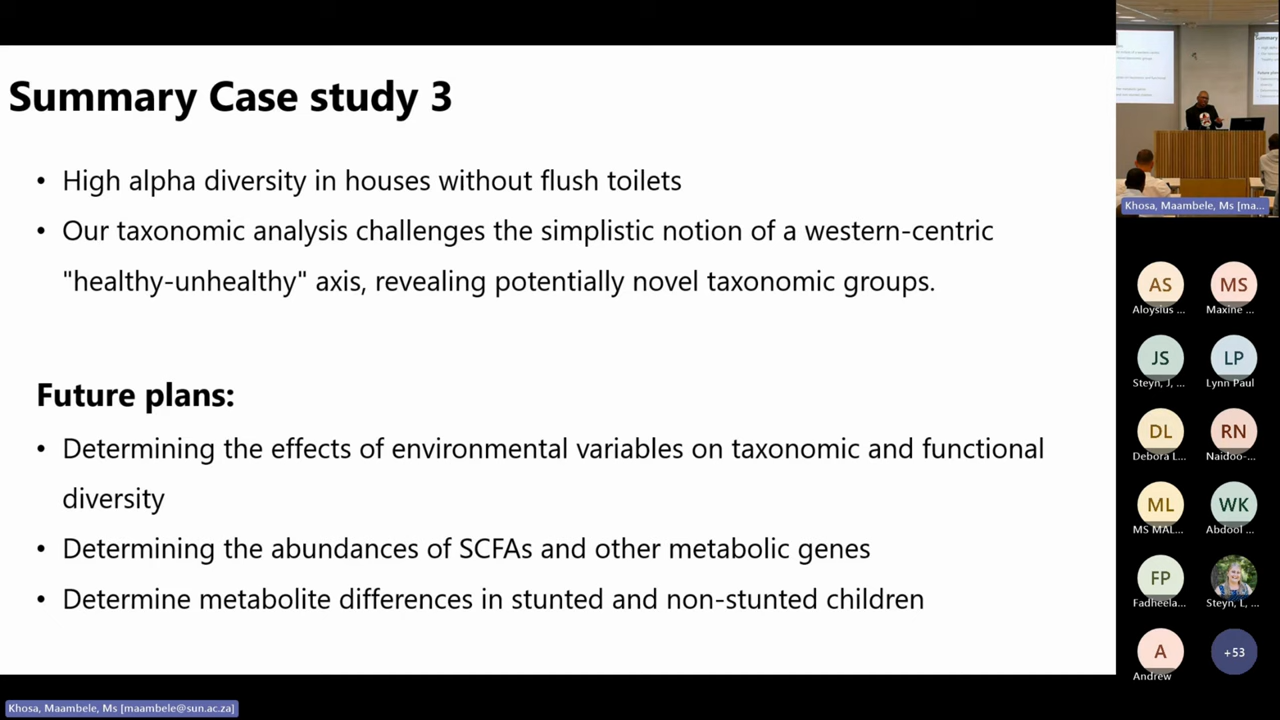 Summary Case study 3
• High alpha diversity in houses without flush toilets
• Our taxonomic analysis challenges the simplistic notion of a western-centric
"healthy-unhealthy" axis, revealing potentially novel taxonomic groups.
Future plans:
• Determining the effects of environmental variables on taxonomic and functional
diversity
• Determining the abundances of SCFAs and other metabolic genes
• Determine metabolite differences in stunted and non-stunted children
Khosa, Maambele, Ms [maambele@sun.ac.za]
Khosa, Maambele, Ms [ma...
AS
MS
Aloysius ...
Maxine ...
JS
LP
Steyn, J, ...
Lynn Paul
DL
RN
Debora L...
Naidoo-...
ML
WK
MS MAL...
Abdool ...
FP
Fadheela...
Steyn, L, ...
A
+53
Andrew